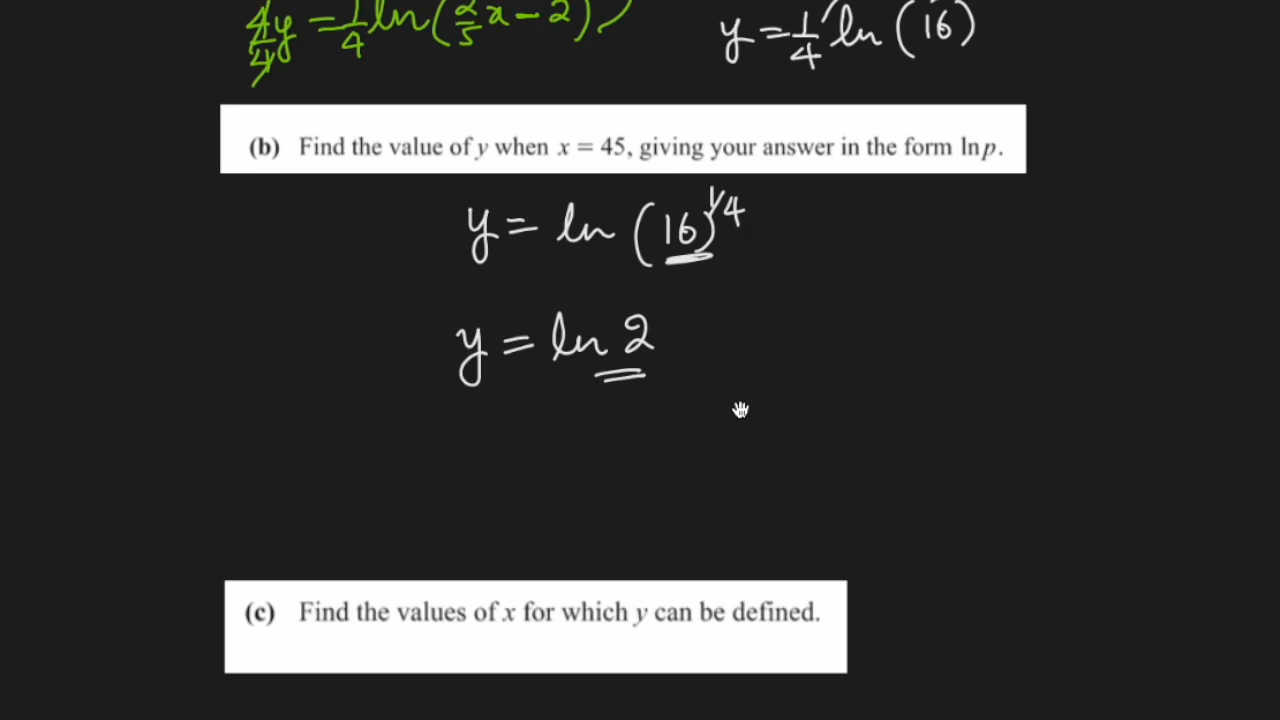 4y/4 = 1/4 ln(2/5 x - 2)
y = 1/4 ln (16)
(b) Find the value of y when x = 45, giving your answer in the form ln p.
y = ln (16)^1/4
y = ln 2
(c) Find the values of x for which y can be defined.